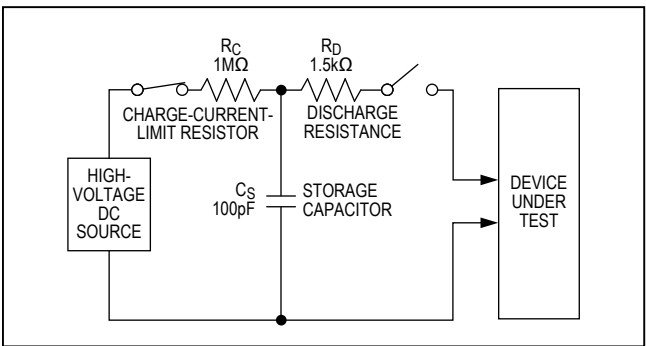 RC
1MΩ
CHARGE-CURRENT-
LIMIT RESISTOR
RD
1.5kΩ
DISCHARGE
RESISTANCE
HIGH-
VOLTAGE
DC
SOURCE
CS
100pF
STORAGE
CAPACITOR
DEVICE
UNDER
TEST